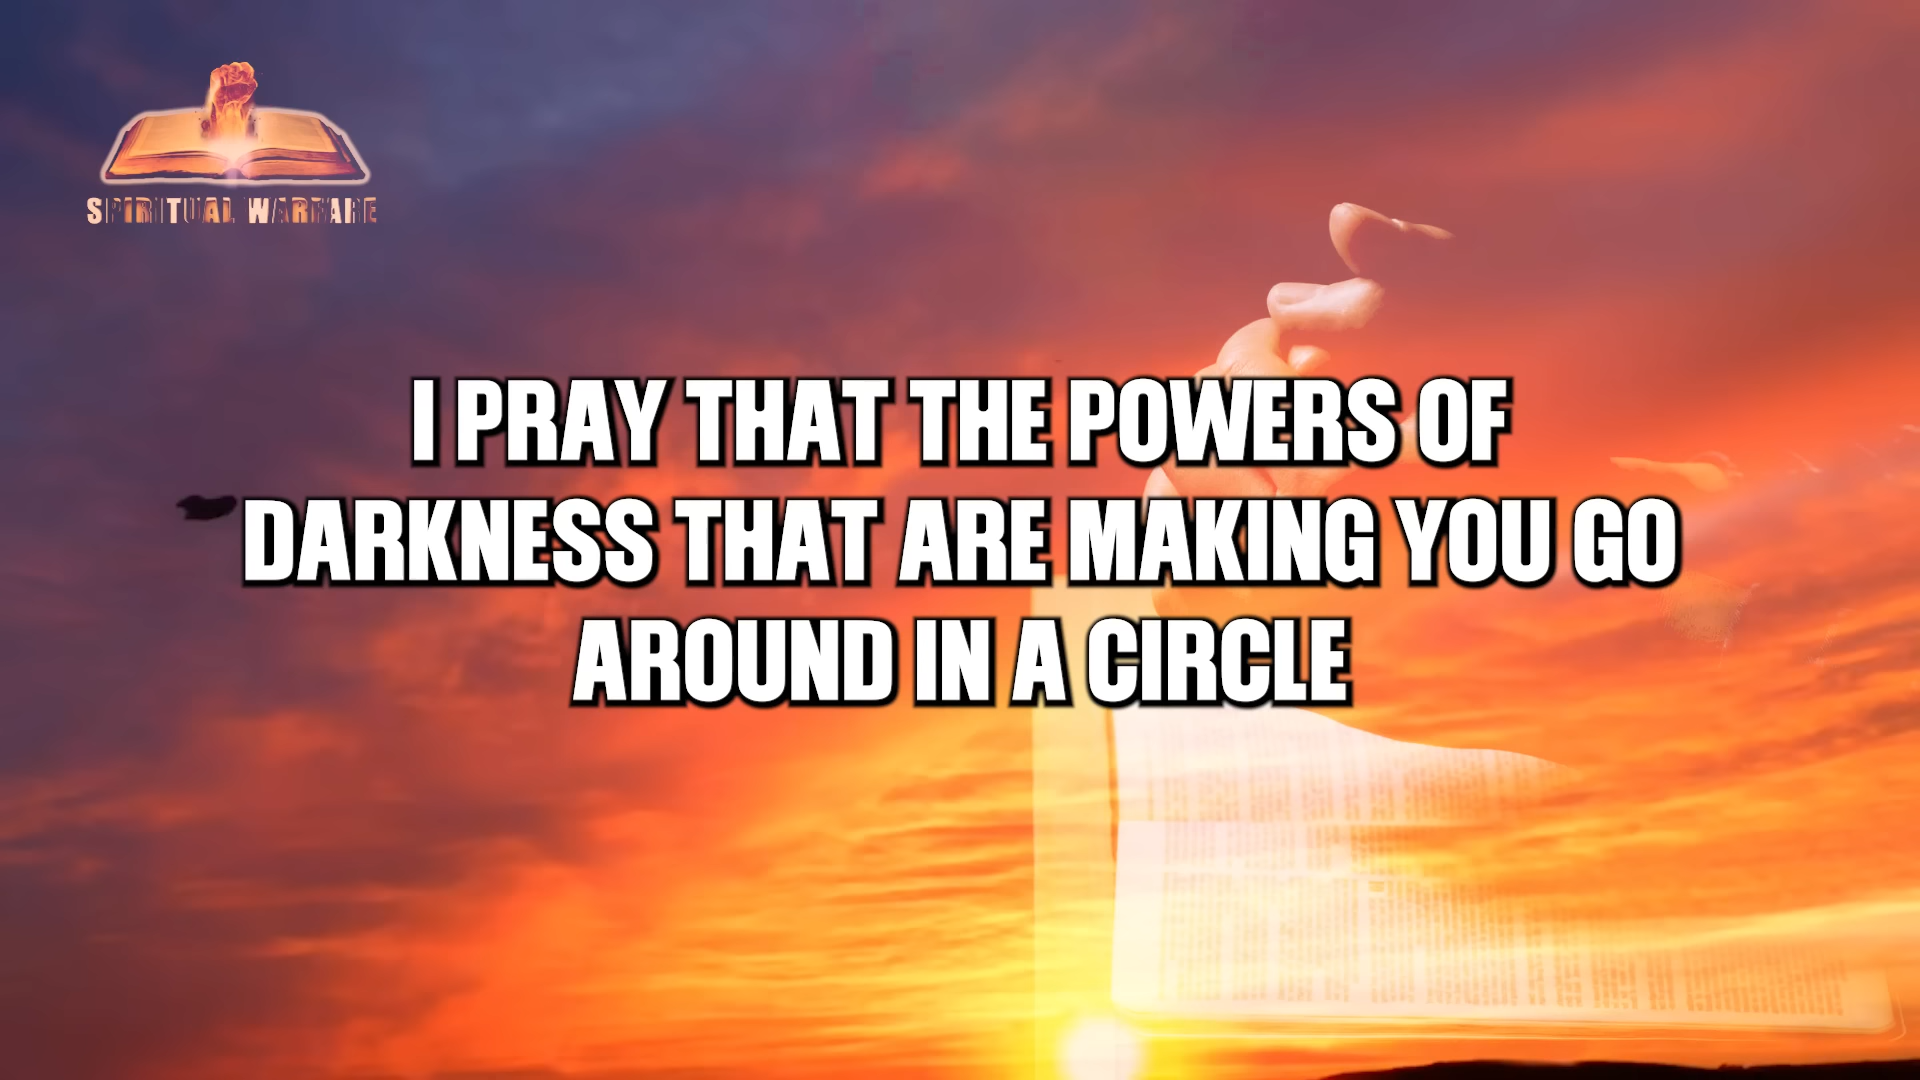 SPIRITUAL WARFARE
I PRAY THAT THE POWERS OF
DARKNESS THAT ARE MAKING YOU GO
AROUND IN A CIRCLE